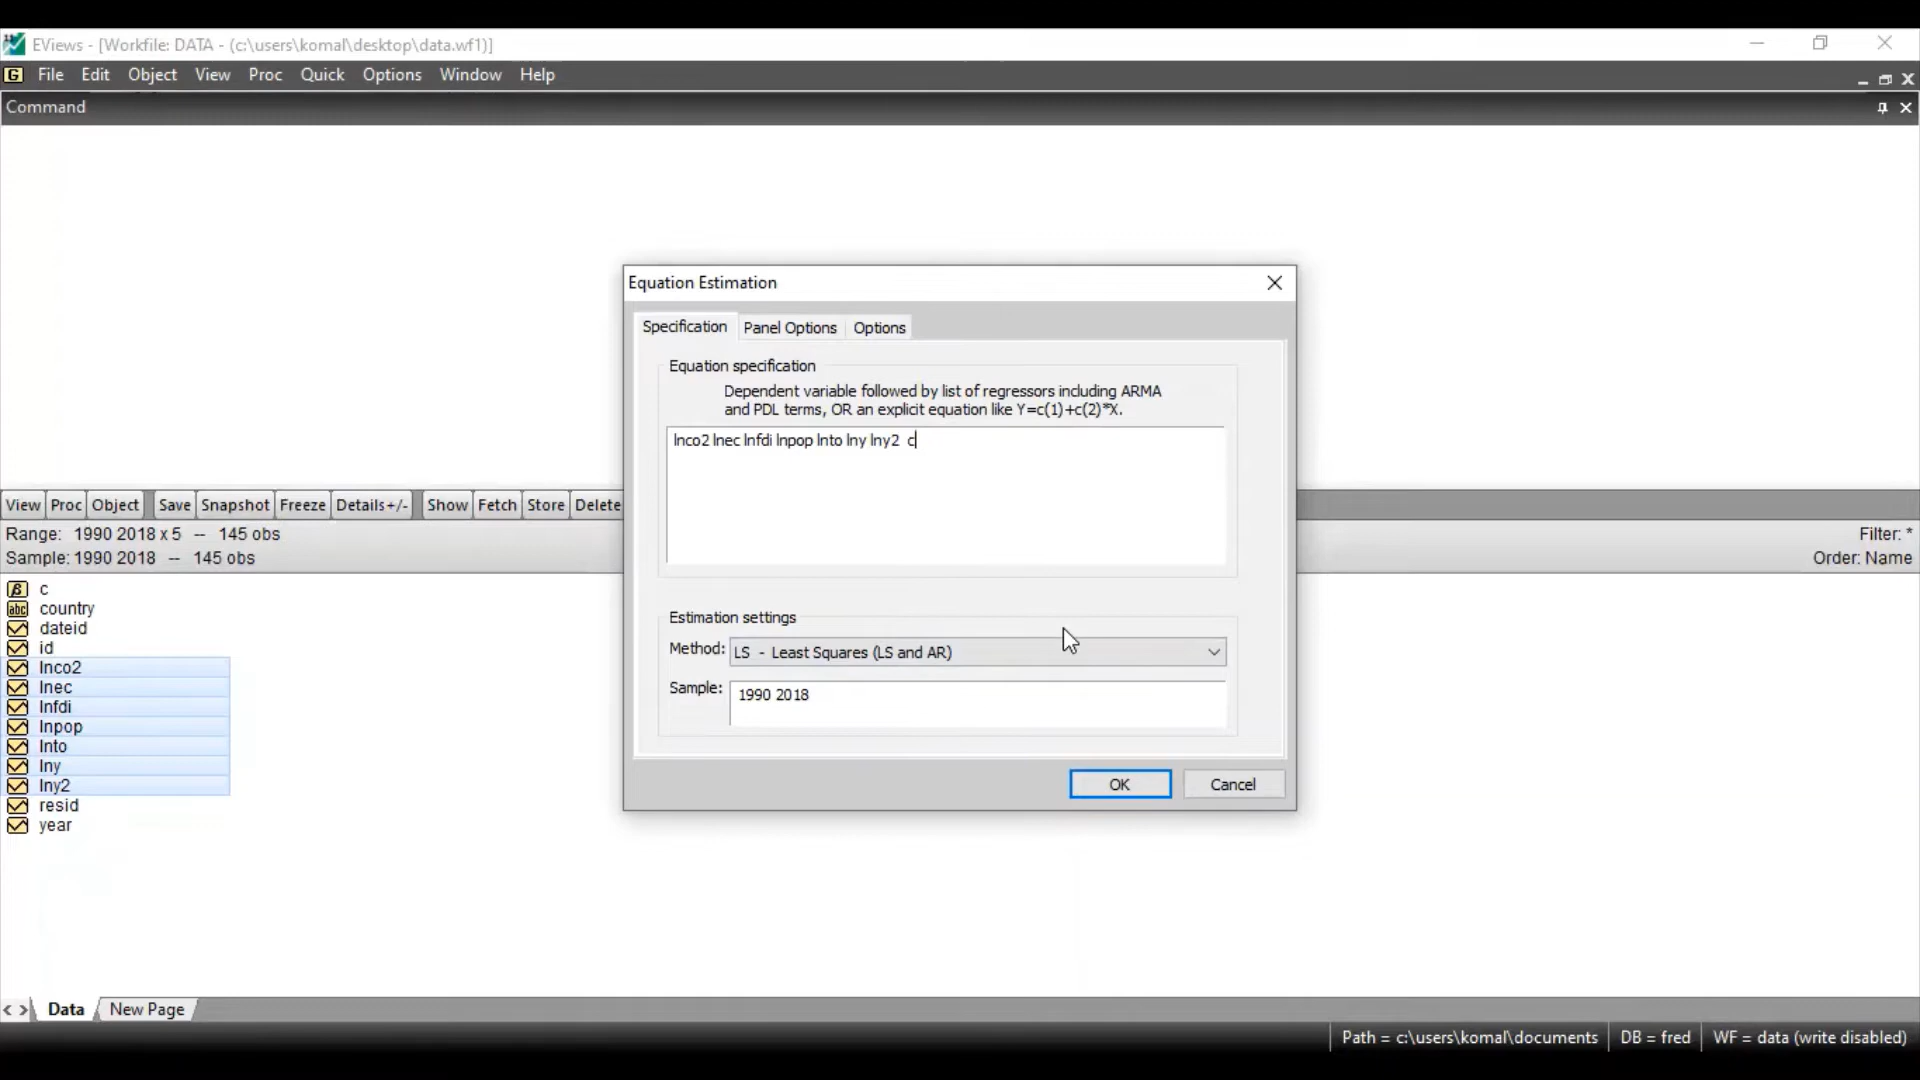 EViews - [Workfile: DATA - (c:\users\komal\desktop\data.wf1)]
G File Edit Object View Proc Quick Options Window Help
Command
Equation Estimation
Specification Panel Options Options
Equation specification
Dependent variable followed by list of regressors including ARMA
and PDL terms, OR an explicit equation like Y=c(1)+c(2)*X.
lnco2 lnec lnfdi lnpop lnto lny lny2  c
View Proc Object Save Snapshot Freeze Details+/- Show Fetch Store Delete
Range: 1990 2018 x 5 -- 145 obs
Filter: *
Sample: 1990 2018 -- 145 obs
Order: Name
β c
abc country
dateid
id
lnco2
lnec
lnfdi
lnpop
lnto
lny
lny2
resid
year
Estimation settings
Method: LS - Least Squares (LS and AR)
Sample: 1990 2018
OK Cancel
< > Data New Page
Path = c:\users\komal\documents DB = fred WF = data (write disabled)